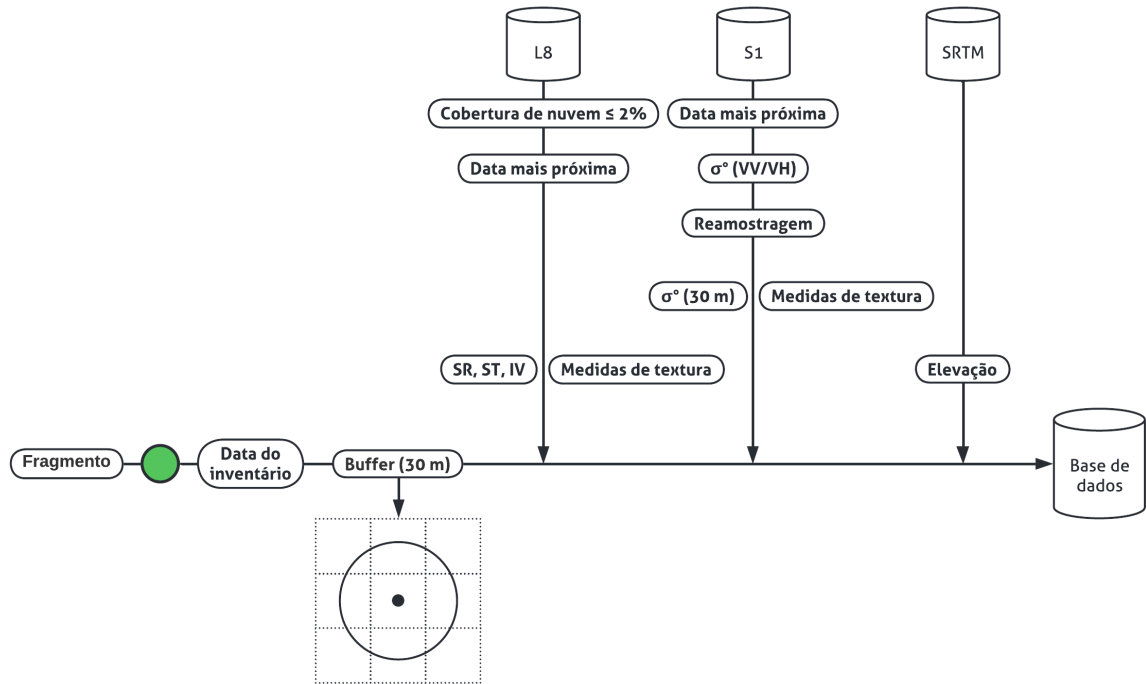 L8
S1
SRTM
Cobertura de nuvem ≤ 2%
Data mais próxima
Data mais próxima
σ° (VV/VH)
Reamostragem
σ° (30 m)
Medidas de textura
SR, ST, IV
Medidas de textura
Elevação
Fragmento
Data do
inventário
Buffer (30 m)
Base de
dados